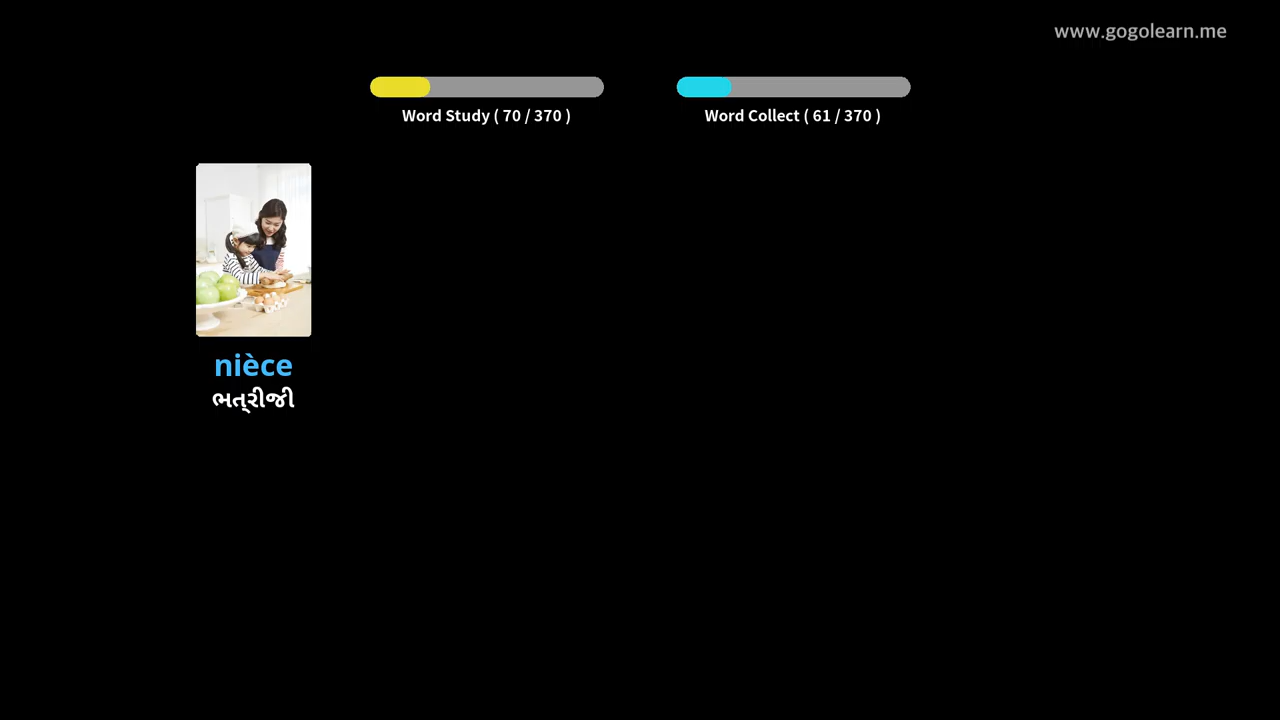 www.gogolearn.me
Word Study ( 70 / 370 )
Word Collect ( 61 / 370 )
nièce
ભત્રીજી